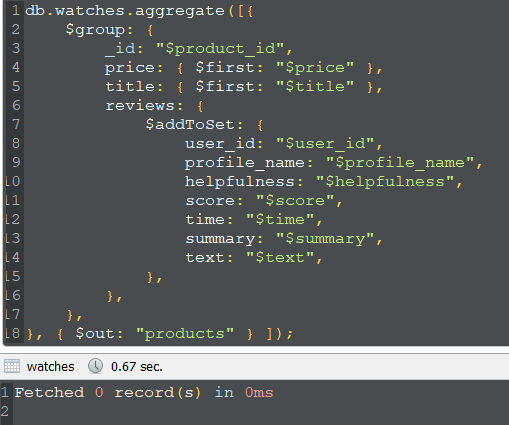 1 db.watches.aggregate([{
2 $group: {
3 _id: "$product_id",
4 price: { $first: "$price" },
5 title: { $first: "$title" },
6 reviews: {
7 $addToSet: {
8 user_id: "$user_id",
9 profile_name: "$profile_name",
10 helpfulness: "$helpfulness",
11 score: "$score",
12 time: "$time",
13 summary: "$summary",
14 text: "$text",
15 },
16 },
17 },
18 }, { $out: "products" } ]);
watches 0.67 sec.
1 Fetched 0 record(s) in 0ms
2